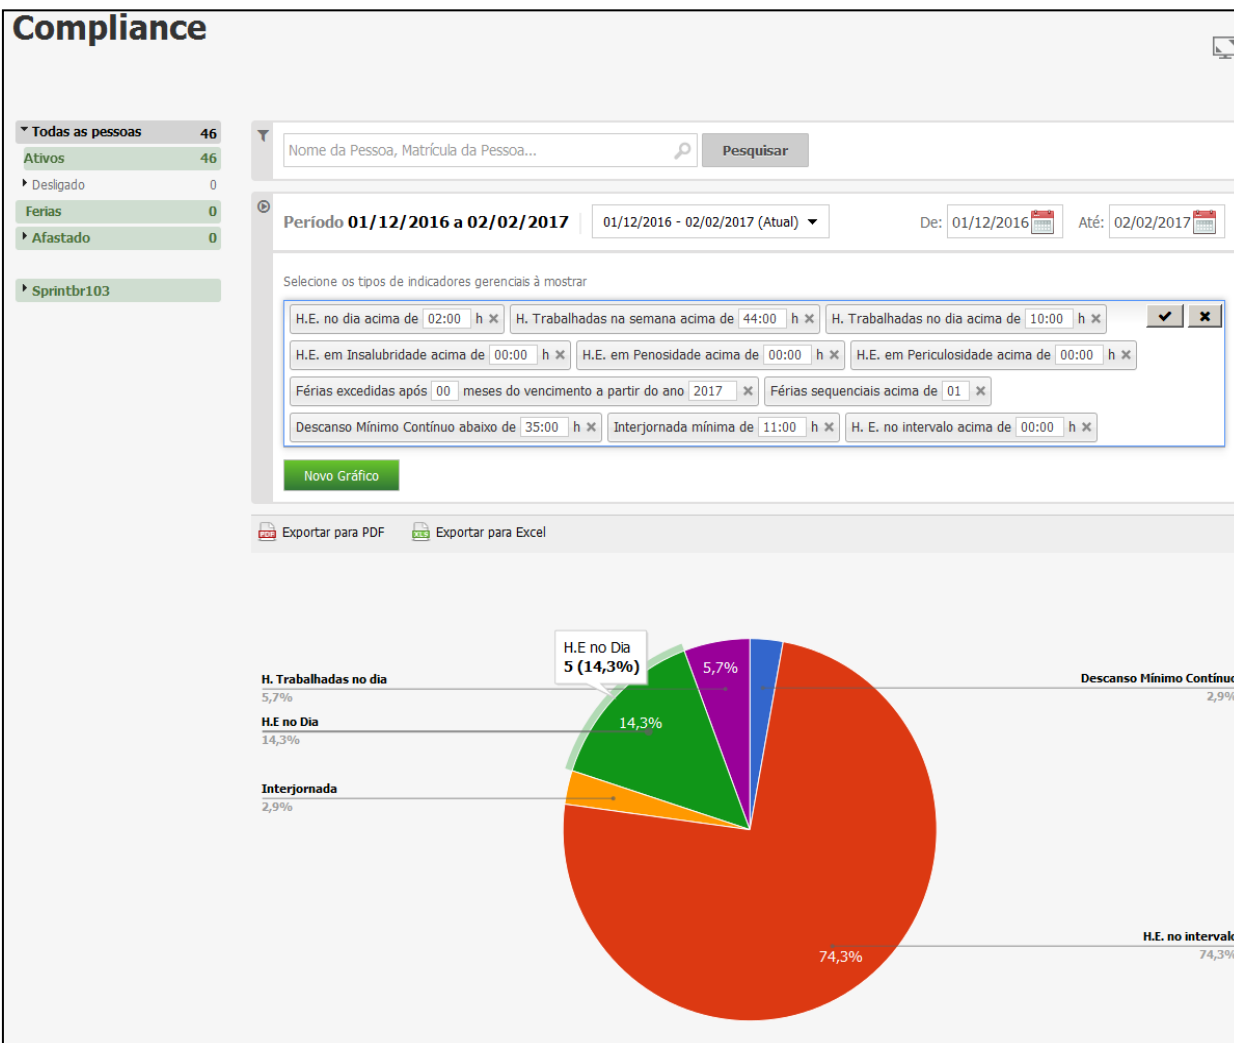 Compliance
Todas as pessoas 46
Ativos 46
Desligado 0
Ferias 0
Afastado 0
Sprintbr103
Nome da Pessoa, Matrícula da Pessoa... Pesquisar
Período 01/12/2016 a 02/02/2017 01/12/2016 - 02/02/2017 (Atual) De: 01/12/2016 Até: 02/02/2017
Selecione os tipos de indicadores gerenciais à mostrar
H.E. no dia acima de 02:00 h H. Trabalhadas na semana acima de 44:00 h H. Trabalhadas no dia acima de 10:00 h
H.E. em Insalubridade acima de 00:00 h H.E. em Penosidade acima de 00:00 h H.E. em Periculosidade acima de 00:00 h
Férias excedidas após 00 meses do vencimento a partir do ano 2017 Férias sequenciais acima de 01
Descanso Mínimo Contínuo abaixo de 35:00 h Interjornada mínima de 11:00 h H. E. no intervalo acima de 00:00 h
Novo Gráfico
Exportar para PDF Exportar para Excel
H.E no Dia
5 (14,3%)
5,7%
H. Trabalhadas no dia
5,7%
Descanso Mínimo Contínuo
2,9%
H.E no Dia
14,3%
14,3%
Interjornada
2,9%
H.E. no intervalo
74,3%
74,3%